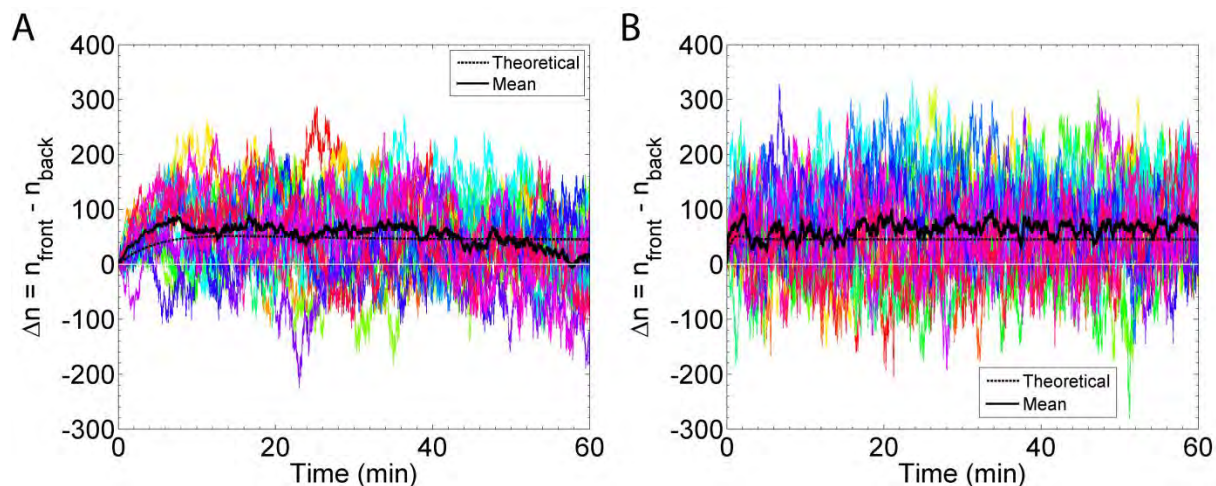 A
400
300
200
100
0
-100
-200
-300
0
20
40
60
Time (min)
Δn = n_front - n_back
Theoretical
Mean
B
400
300
200
100
0
-100
-200
-300
0
20
40
60
Time (min)
Δn = n_front - n_back
Theoretical
Mean